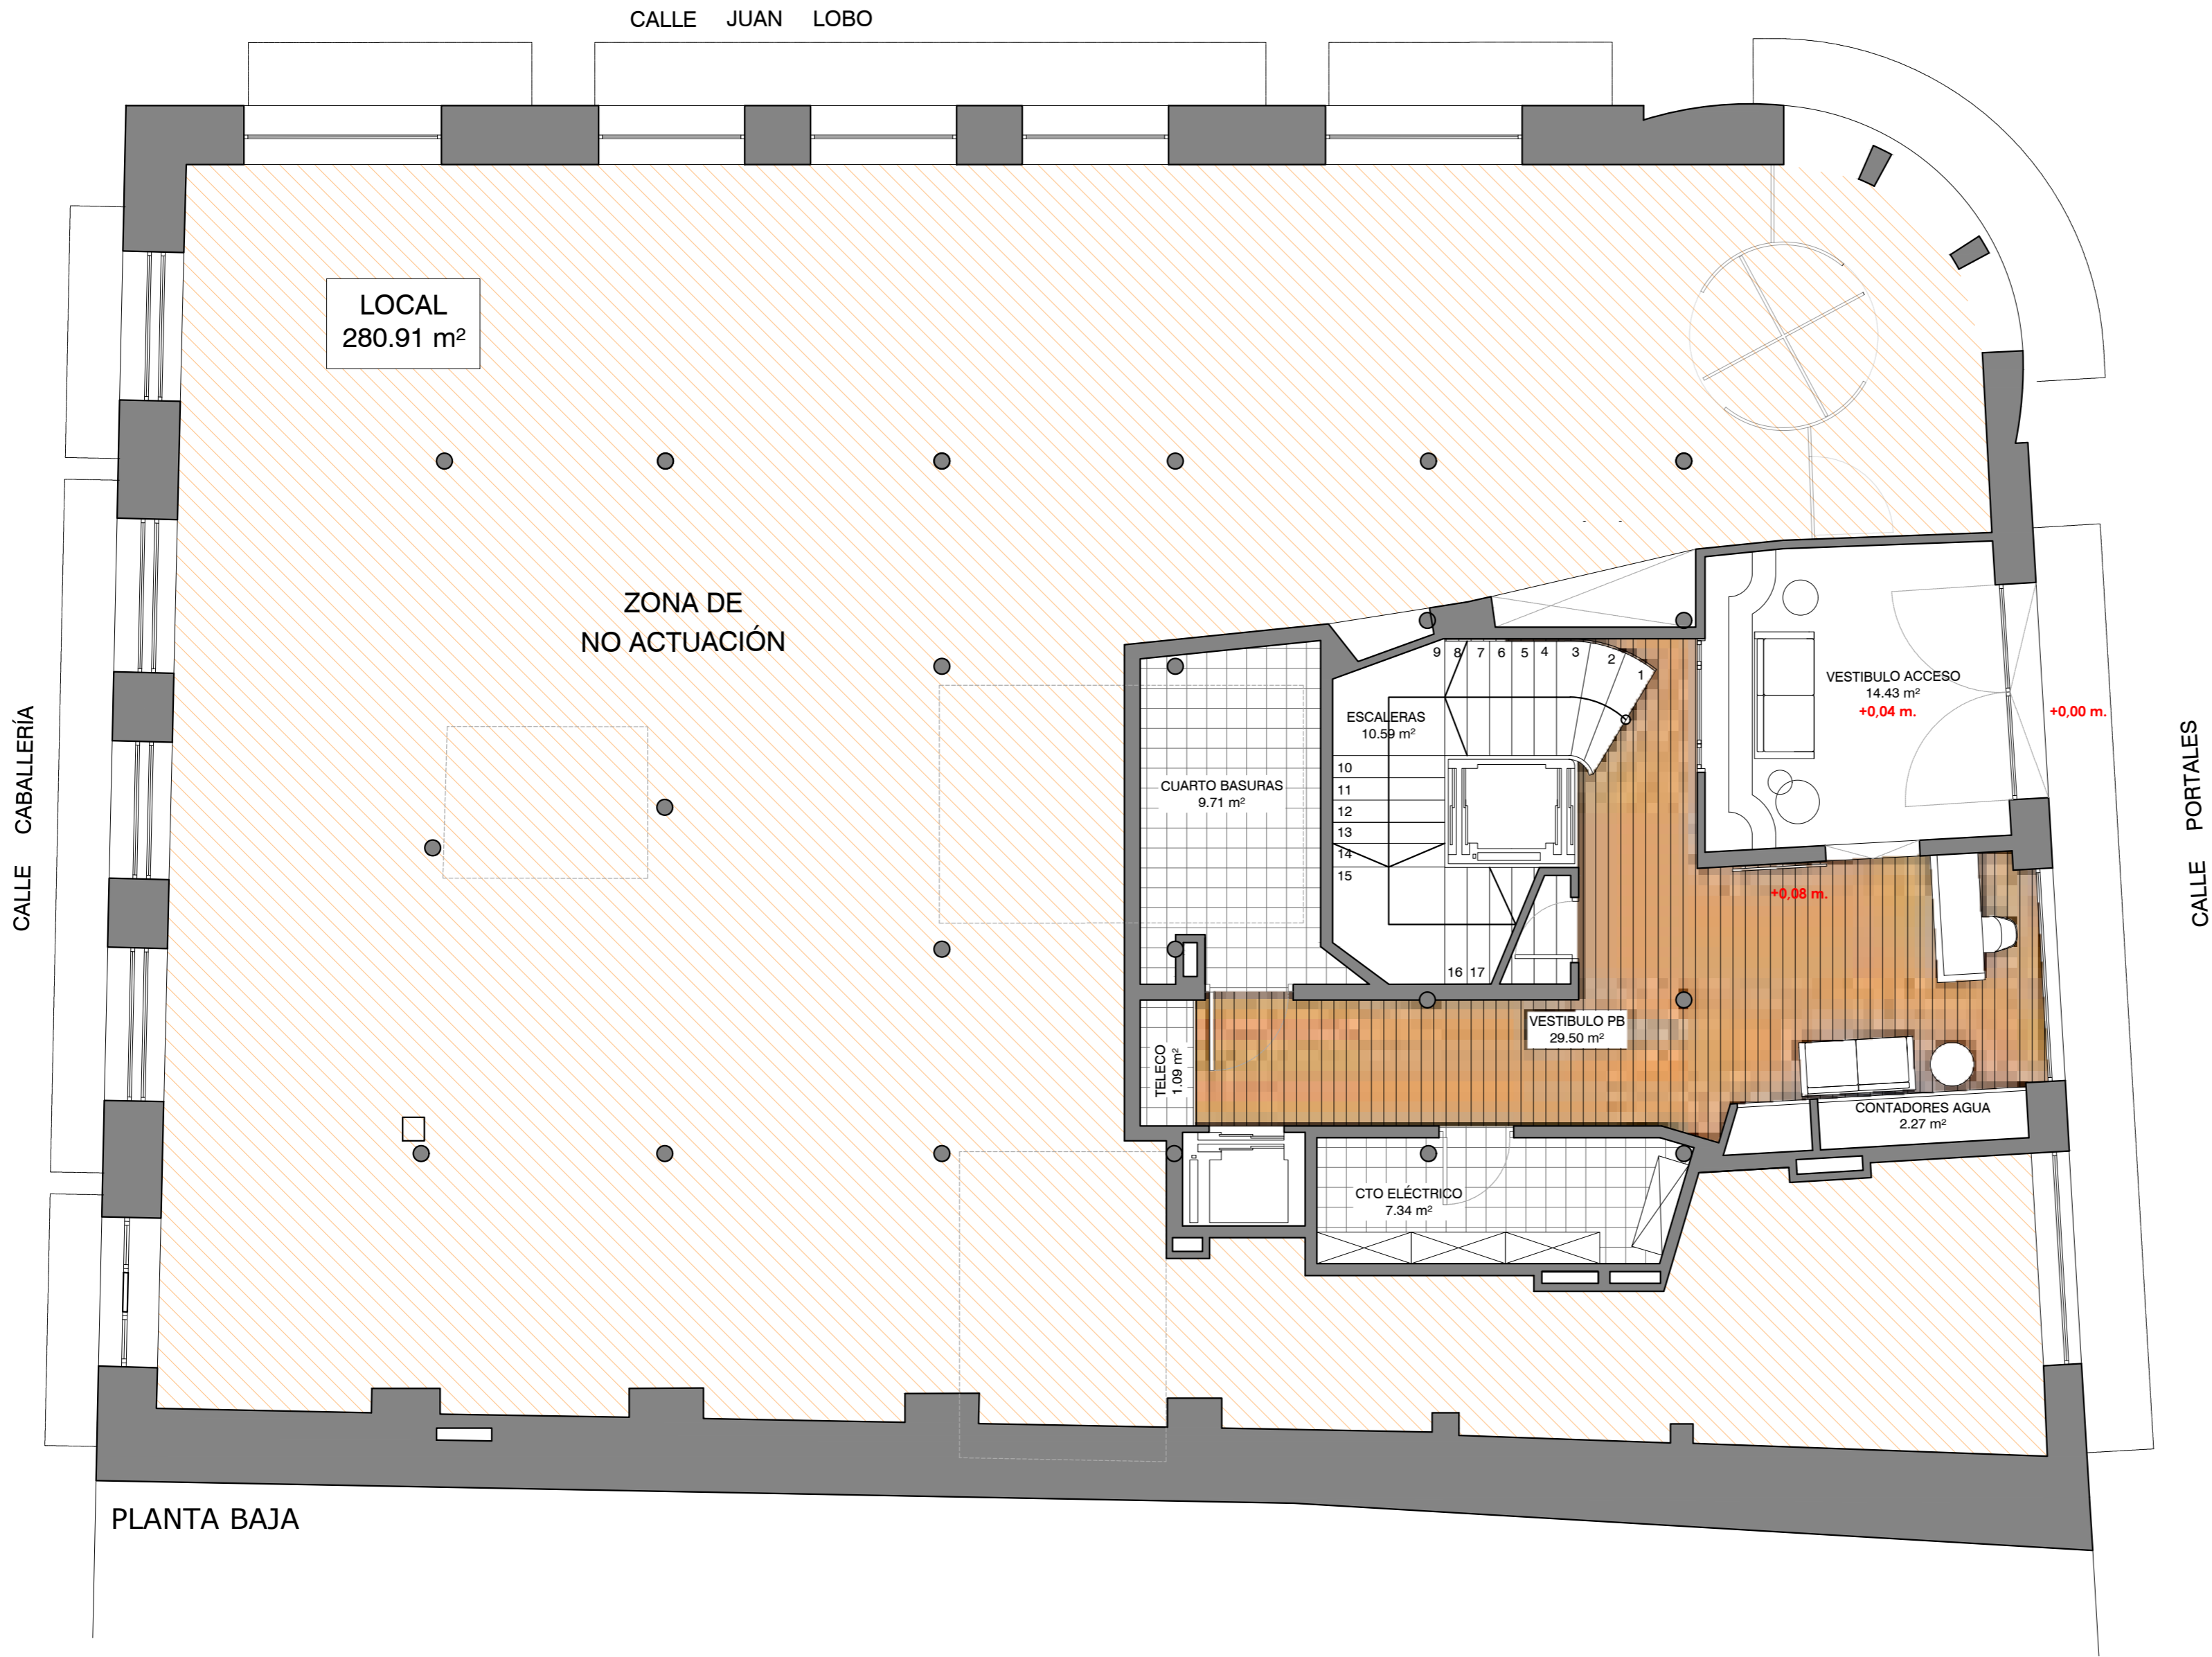 CALLE JUAN LOBO
LOCAL
280.91 m²
ZONA DE
NO ACTUACIÓN
CALLE CABALLERÍA
CALLE PORTALES
VESTIBULO ACCESO
14.43 m²
+0,04 m.
+0,00 m.
9 8 7 6 5 4 3 2 1
ESCALERAS
10.59 m²
10
11
12
13
14
15
16 17
CUARTO BASURAS
9.71 m²
+0,08 m.
VESTIBULO PB
29.50 m²
TELECO
1.09 m²
CONTADORES AGUA
2.27 m²
CTO ELÉCTRICO
7.34 m²
PLANTA BAJA